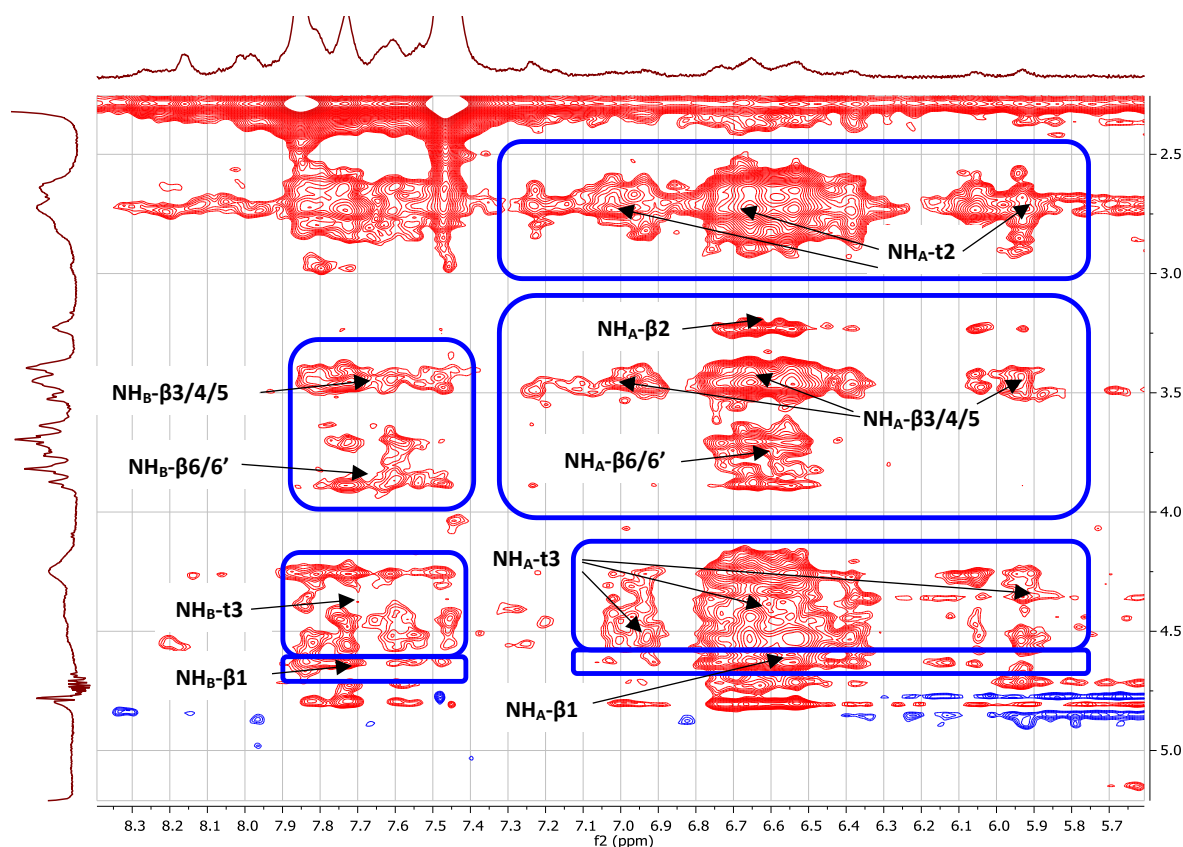 2.5
NHA-t2
3.0
NHA-β2
NHB-β3/4/5
3.5
NHA-β3/4/5
NHB-β6/6’
NHA-β6/6’
4.0
NHA-t3
NHB-t3
4.5
NHB-β1
NHA-β1
5.0
8.3 8.2 8.1 8.0 7.9 7.8 7.7 7.6 7.5 7.4 7.3 7.2 7.1 7.0 6.9 6.8 6.7 6.6 6.5 6.4 6.3 6.2 6.1 6.0 5.9 5.8 5.7
f2 (ppm)